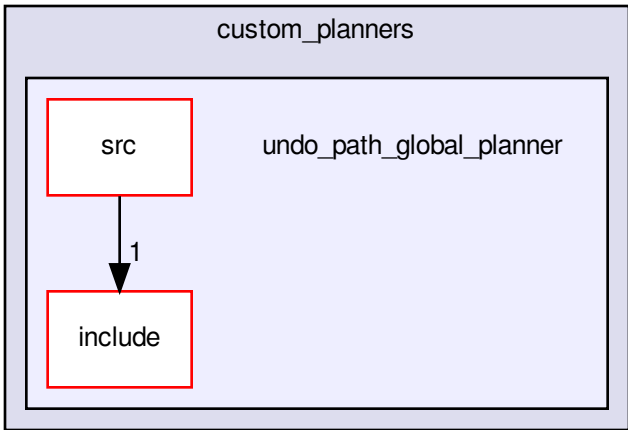 custom_planners
src
undo_path_global_planner
1
include